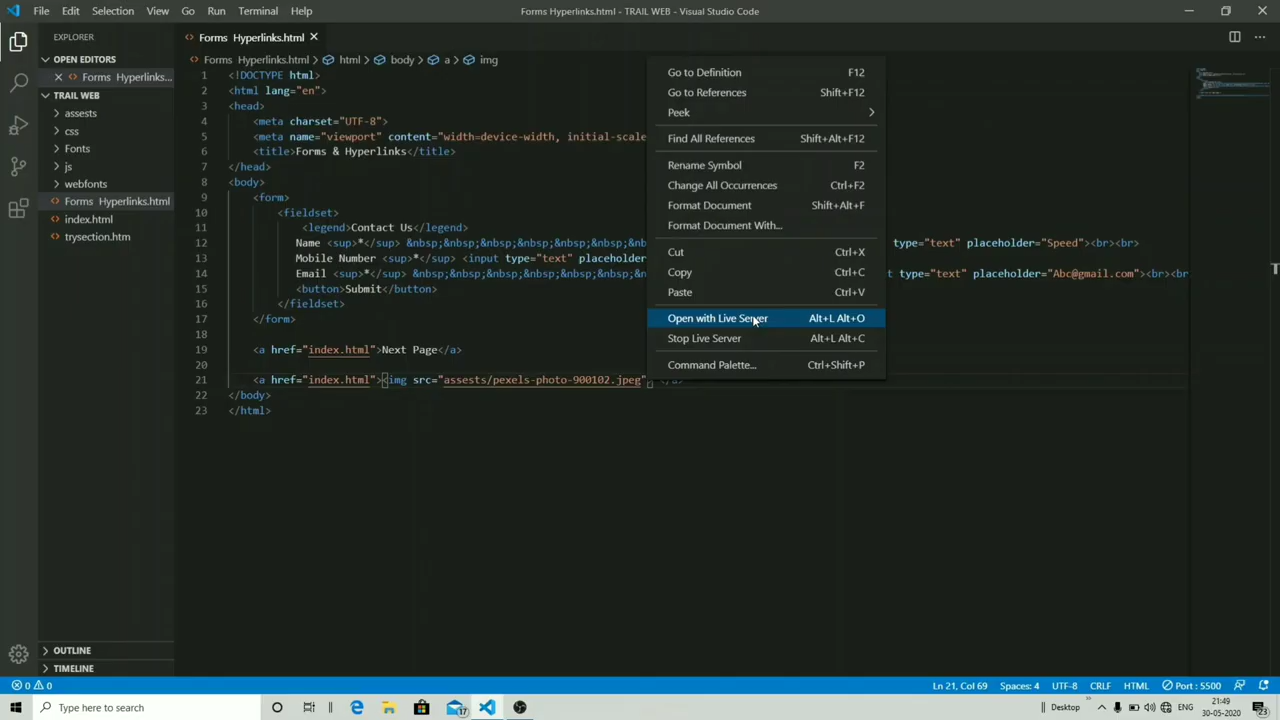 File Edit Selection View Go Run Terminal Help
Forms Hyperlinks.html - TRAIL WEB - Visual Studio Code
EXPLORER
OPEN EDITORS
Forms Hyperlinks...
TRAIL WEB
assests
css
Fonts
js
webfonts
Forms Hyperlinks.html
index.html
trysection.htm
OUTLINE
TIMELINE
Forms Hyperlinks.html
Forms Hyperlinks.html > html > body > a > img
1 <!DOCTYPE html>
2 <html lang="en">
3 <head>
4 <meta charset="UTF-8">
5 <meta name="viewport" content="width=device-width, initial-scale
6 <title>Forms & Hyperlinks</title>
7 </head>
8 <body>
9 <form>
10 <fieldset>
11 <legend>Contact Us</legend>
12 Name <sup>*</sup> &nbsp;&nbsp;&nbsp;&nbsp;&nbsp;&nbsp; type="text" placeholder="Speed"><br><br>
13 Mobile Number <sup>*</sup> <input type="text" placeholder=
14 Email <sup>*</sup> &nbsp;&nbsp;&nbsp;&nbsp;&nbsp;&nbsp; t type="text" placeholder="Abc@gmail.com"><br><br
15 <button>Submit</button>
16 </fieldset>
17 </form>
18
19 <a href="index.html">Next Page</a>
20
21 <a href="index.html"><img src="assests/pexels-photo-900102.jpeg" </a>
22 </body>
23 </html>
Go to Definition F12
Go to References Shift+F12
Peek
Find All References Shift+Alt+F12
Rename Symbol F2
Change All Occurrences Ctrl+F2
Format Document Shift+Alt+F
Format Document With...
Cut Ctrl+X
Copy Ctrl+C
Paste Ctrl+V
Open with Live Server Alt+L Alt+O
Stop Live Server Alt+L Alt+C
Command Palette... Ctrl+Shift+P
0 0 Ln 21, Col 69 Spaces: 4 UTF-8 CRLF HTML Port : 5500
Type here to search
17
Desktop
ENG
21:49
30-05-2020
23